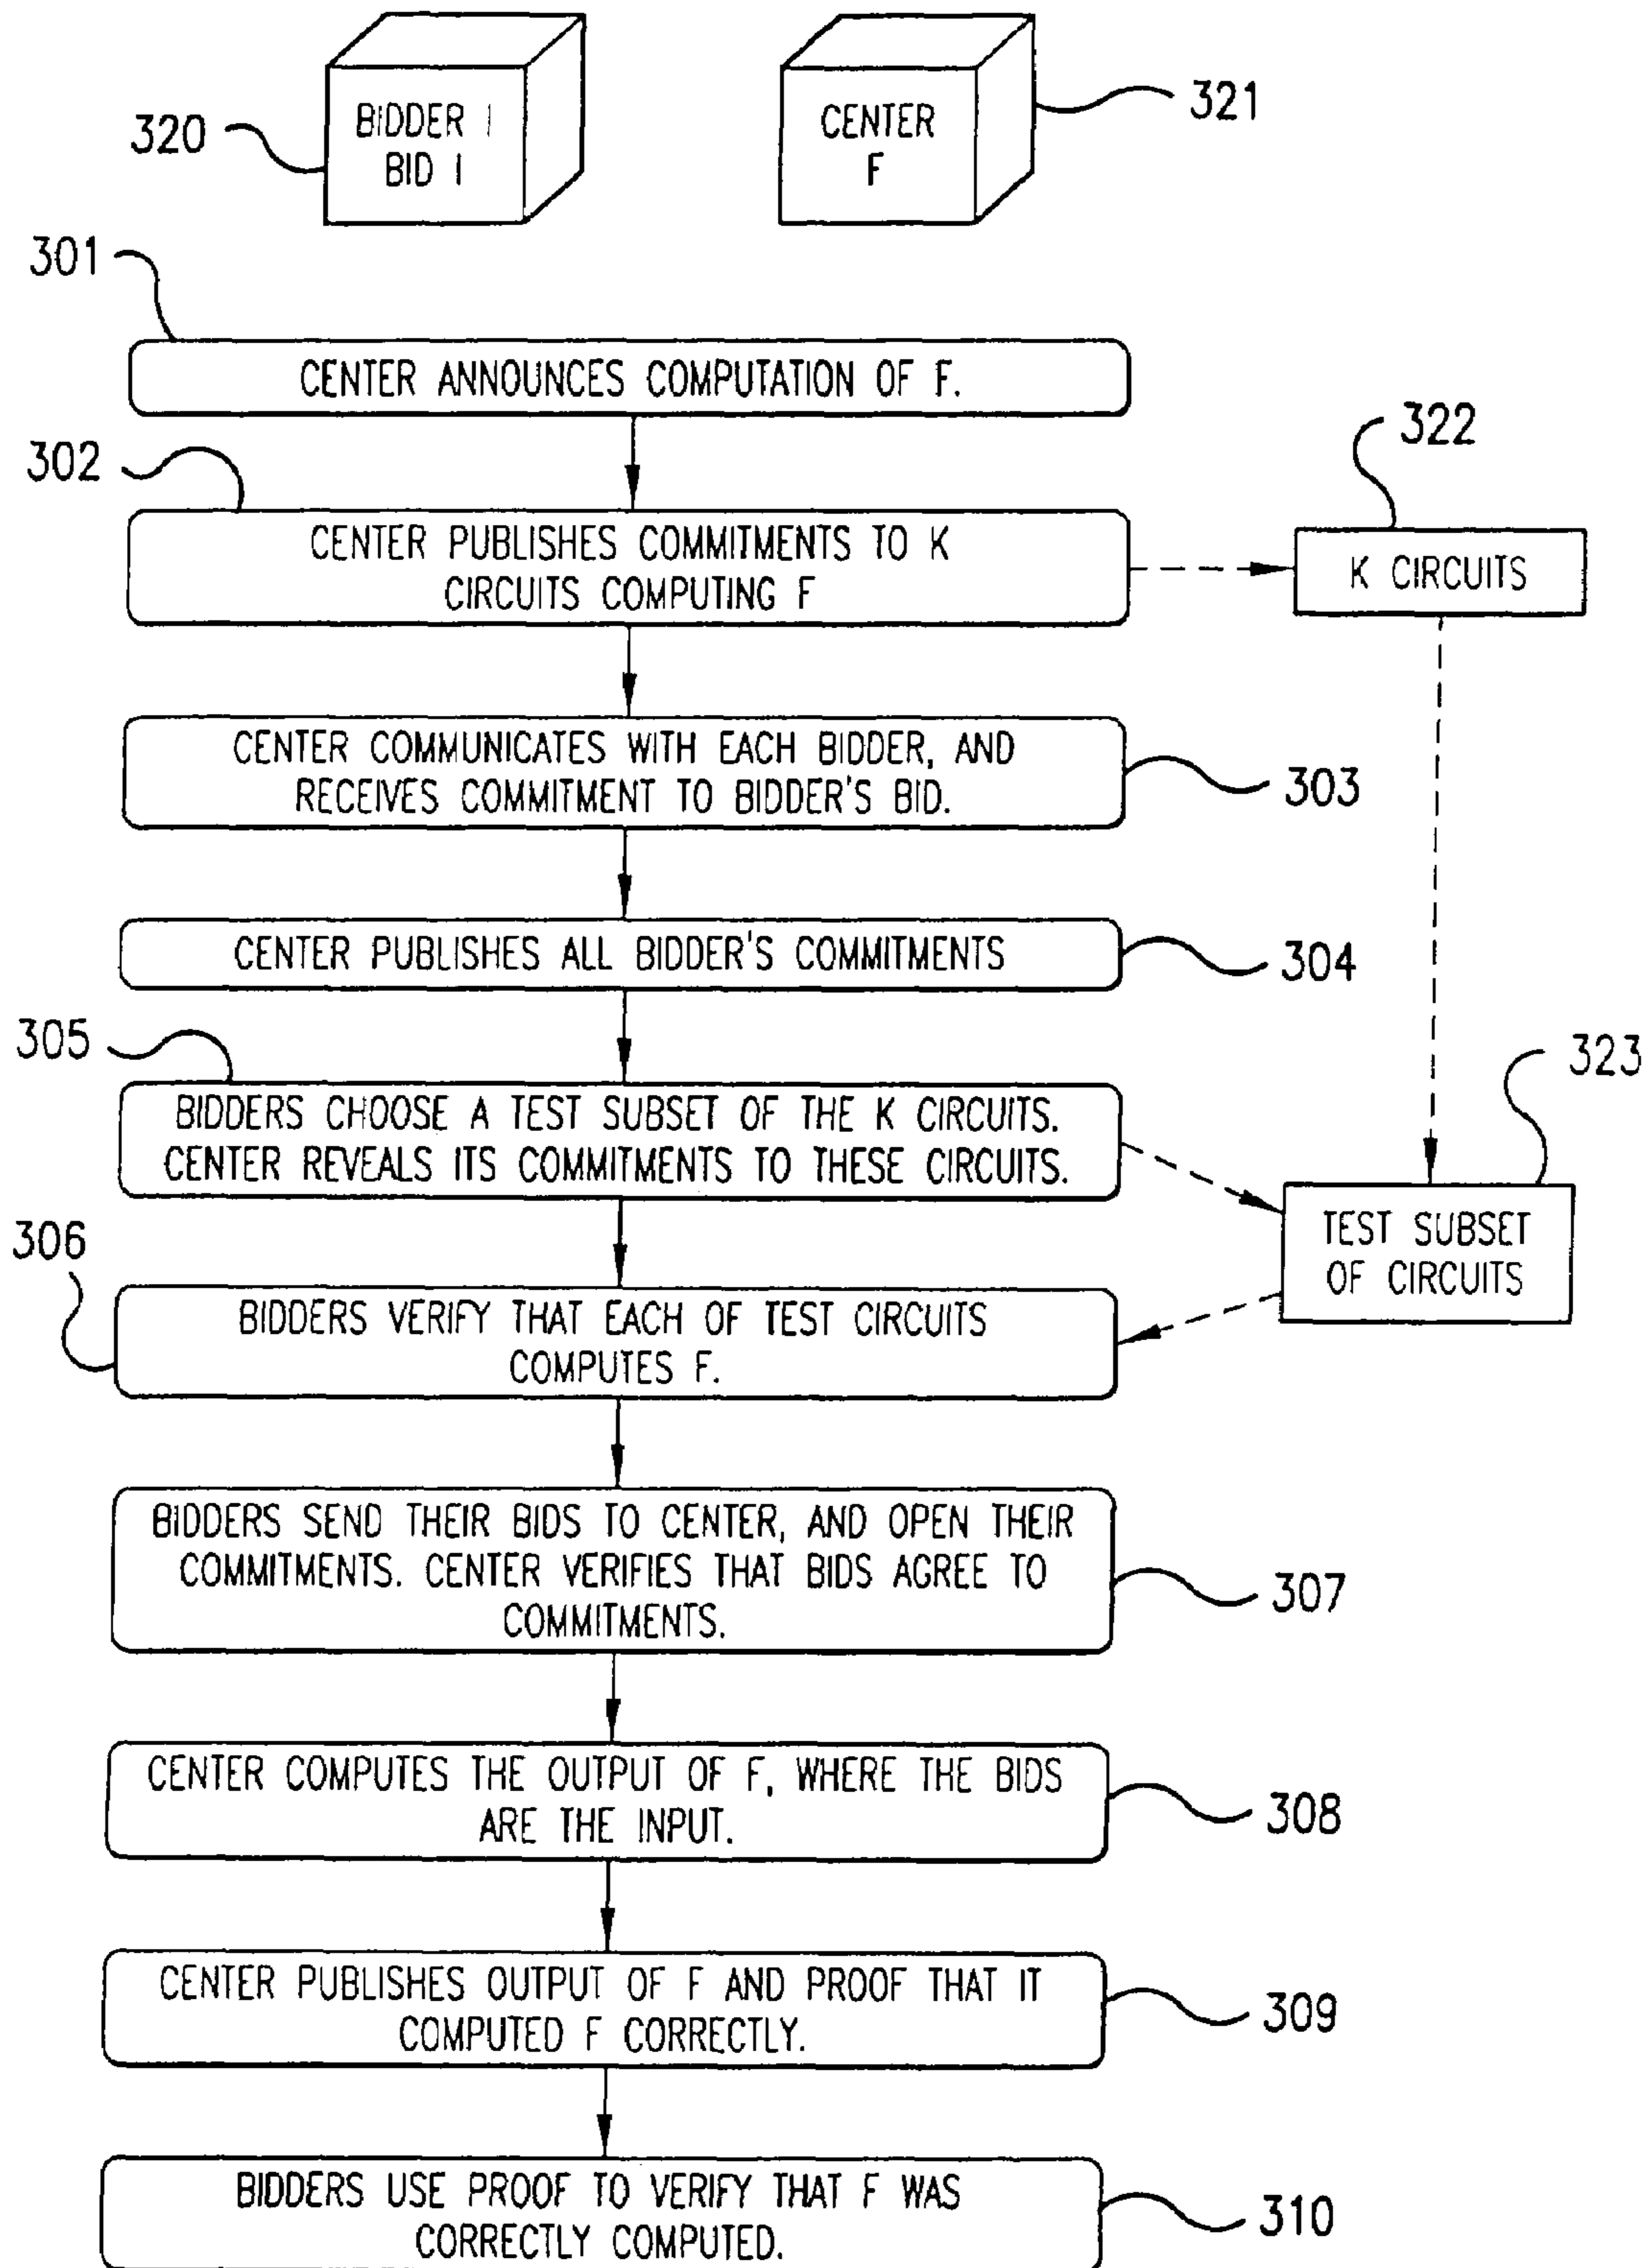 BIDDER I
BID I
320
CENTER
F
321
301
CENTER ANNOUNCES COMPUTATION OF F.
302
CENTER PUBLISHES COMMITMENTS TO K
CIRCUITS COMPUTING F
322
K CIRCUITS
CENTER COMMUNICATES WITH EACH BIDDER, AND
RECEIVES COMMITMENT TO BIDDER'S BID.
303
CENTER PUBLISHES ALL BIDDER'S COMMITMENTS
304
305
BIDDERS CHOOSE A TEST SUBSET OF THE K CIRCUITS.
CENTER REVEALS ITS COMMITMENTS TO THESE CIRCUITS.
323
TEST SUBSET
OF CIRCUITS
306
BIDDERS VERIFY THAT EACH OF TEST CIRCUITS
COMPUTES F.
BIDDERS SEND THEIR BIDS TO CENTER, AND OPEN THEIR
COMMITMENTS. CENTER VERIFIES THAT BIDS AGREE TO
COMMITMENTS.
307
CENTER COMPUTES THE OUTPUT OF F, WHERE THE BIDS
ARE THE INPUT.
308
CENTER PUBLISHES OUTPUT OF F AND PROOF THAT IT
COMPUTED F CORRECTLY.
309
BIDDERS USE PROOF TO VERIFY THAT F WAS
CORRECTLY COMPUTED.
310